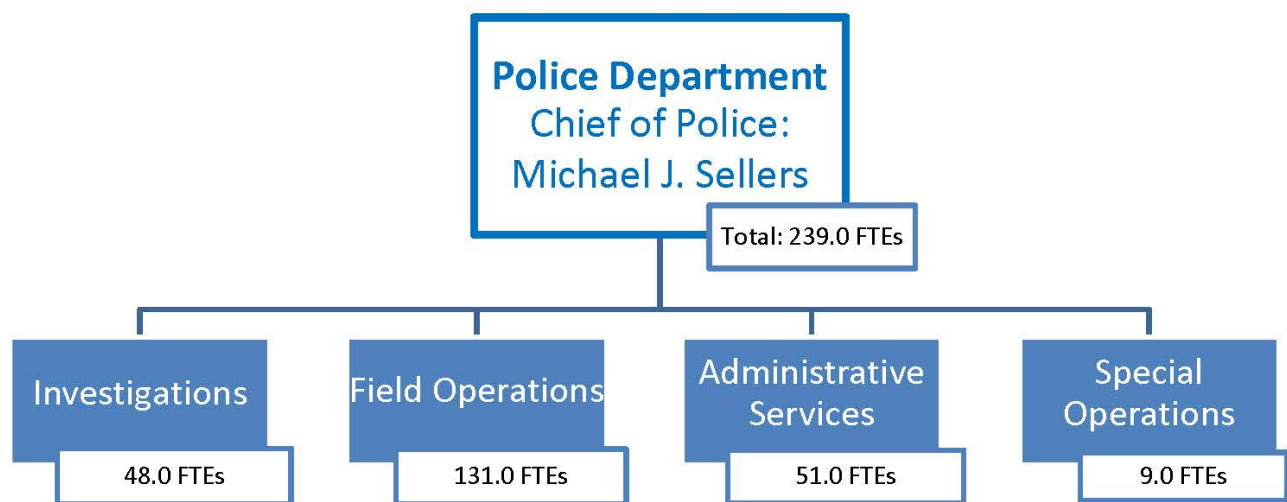 Police Department
Chief of Police:
Michael J. Sellers
Total: 239.0 FTEs
Investigations
48.0 FTEs
Field Operations
131.0 FTEs
Administrative
Services
51.0 FTEs
Special
Operations
9.0 FTEs